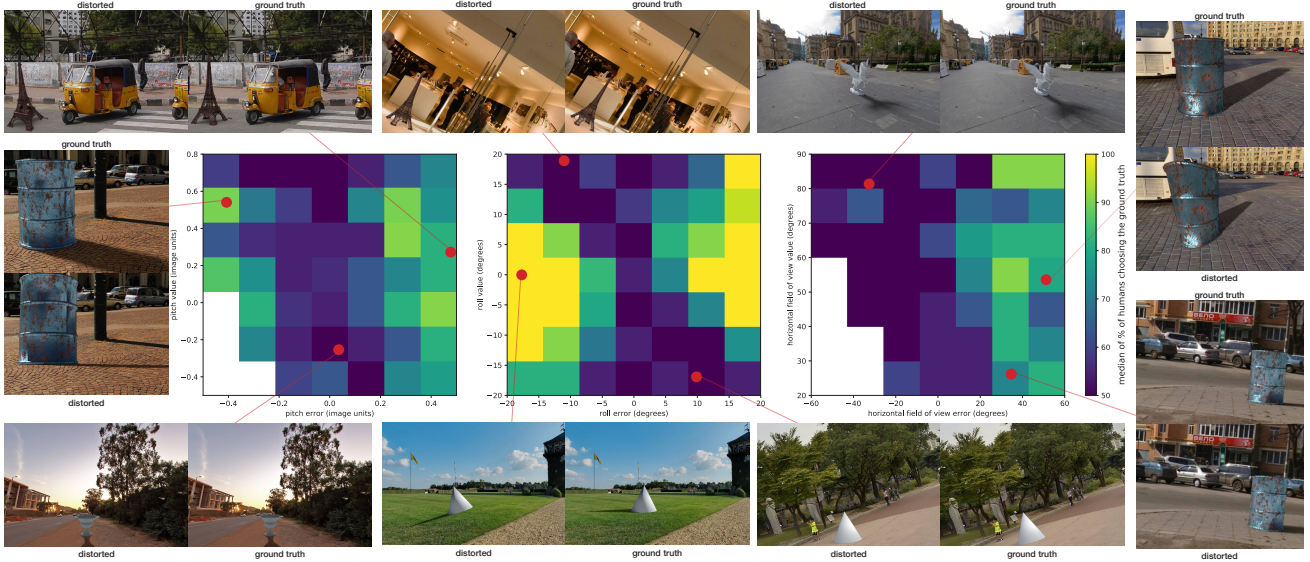 distorted
ground truth
distorted
ground truth
distorted
ground truth
ground truth
ground truth
distorted
distorted
ground truth
distorted
pitch value (image units)
0.8
0.6
0.4
0.2
0.0
−0.2
−0.4
−0.4
−0.2
0.0
0.2
0.4
pitch error (image units)
roll value (degrees)
20
15
10
5
0
−5
−10
−15
−20
−20
−15
−10
−5
0
5
10
15
20
roll error (degrees)
horizontal field of view value (degrees)
90
80
70
60
50
40
30
20
−60
−40
−20
0
20
40
60
horizontal field of view error (degrees)
100
90
80
70
60
50
median of % of humans choosing the ground truth
distorted
ground truth
distorted
ground truth
distorted
ground truth
distorted